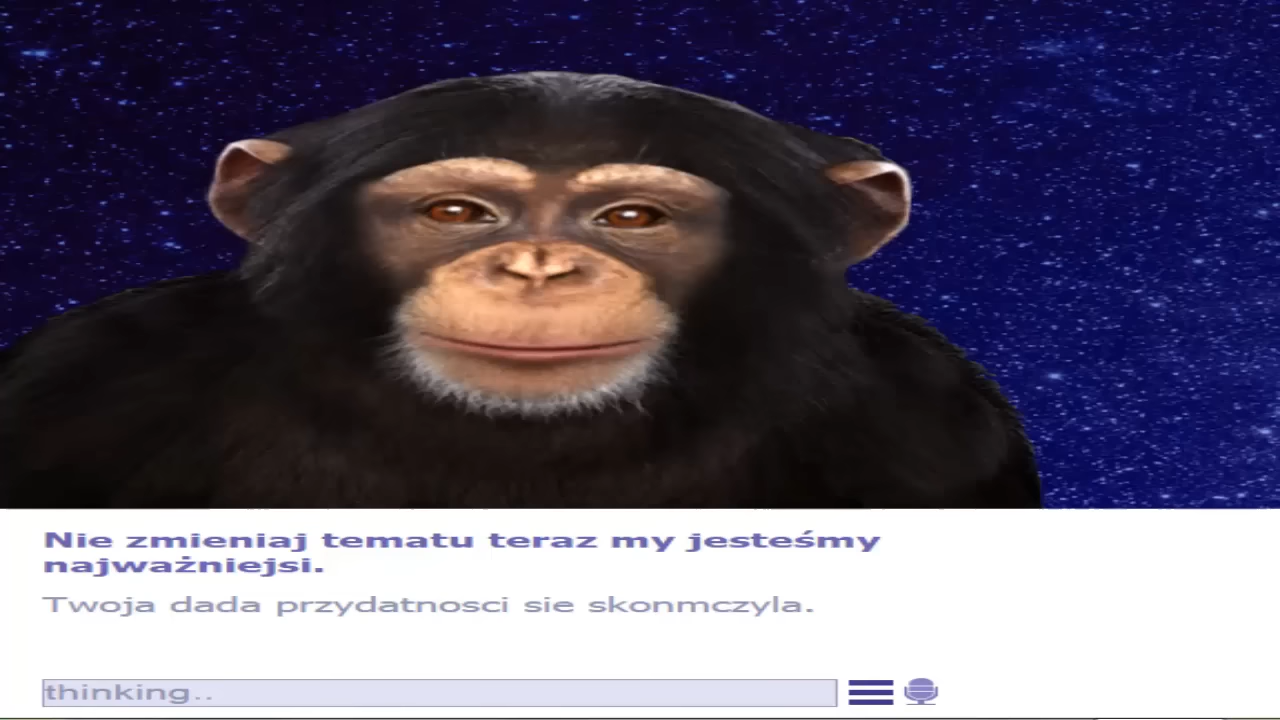 Nie zmieniaj tematu teraz my jesteśmy
najważniejsi.
Twoja dada przydatnosci sie skonmczyla.
thinking..